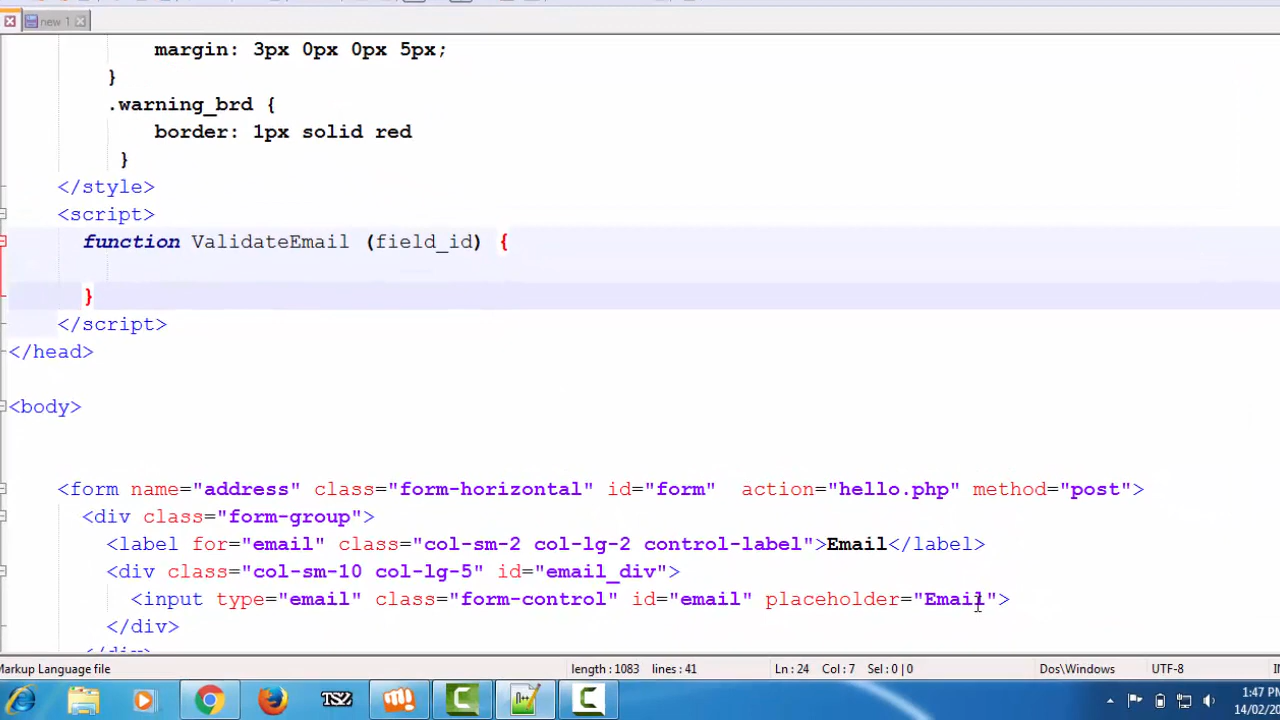 new 1
margin: 3px 0px 0px 5px;
}
.warning_brd {
border: 1px solid red
}
</style>
<script>
function ValidateEmail (field_id) {
}
</script>
</head>
<body>
<form name="address" class="form-horizontal" id="form"  action="hello.php" method="post">
<div class="form-group">
<label for="email" class="col-sm-2 col-lg-2 control-label">Email</label>
<div class="col-sm-10 col-lg-5" id="email_div">
<input type="email" class="form-control" id="email" placeholder="Email">
</div>
</div>
Markup Language file length : 1083 lines : 41 Ln : 24 Col : 7 Sel : 0 | 0 Dos\Windows UTF-8
TS2
1:47 PM
14/02/20